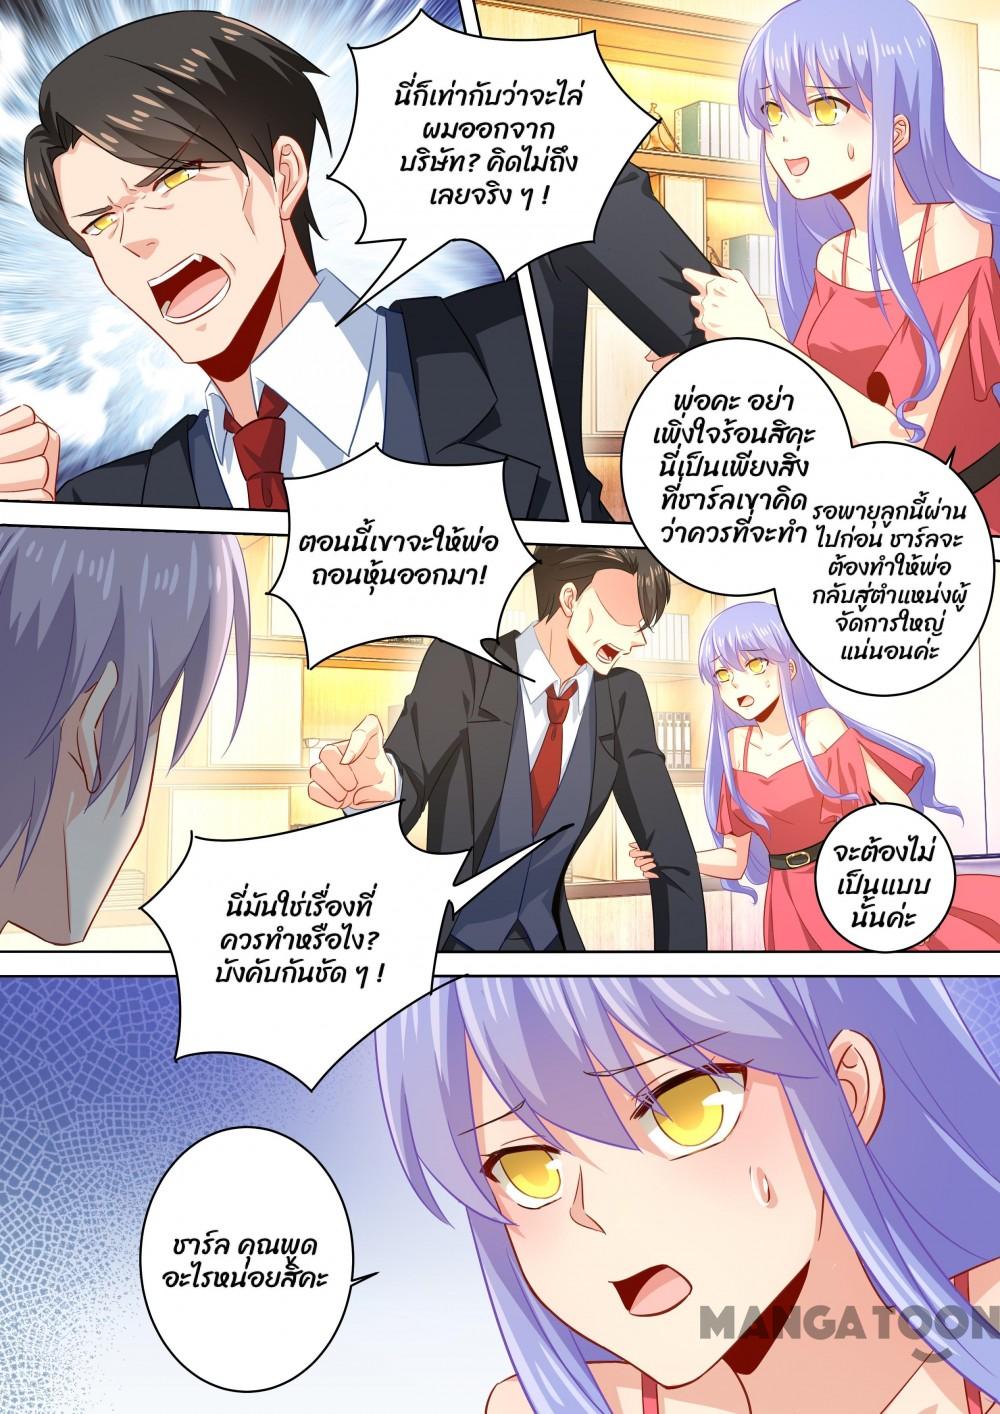 นี่ก็เท่ากับว่าจะไล่
ผมออกจาก
บริษัท? คิดไม่ถึง
เลยจริง ๆ !
พ่อคะ อย่า
เพิ่งใจร้อนสิคะ
นี่เป็นเพียงสิ่ง
ที่ชาร์ลเขาคิด
ว่าควรที่จะทำ
รอพายุลูกนี้ผ่าน
ไปก่อน ชาร์ลจะ
ต้องทำให้พ่อ
กลับสู่ตำแหน่งผู้
จัดการใหญ่
แน่นอนค่ะ
ตอนนี้เขาจะให้พ่อ
ถอนหุ้นออกมา!
จะต้องไม่
เป็นแบบ
นั้นค่ะ
นี่มันใช่เรื่องที่
ควรทำหรือไง?
บังคับกันชัด ๆ !
ชาร์ล คุณพูด
อะไรหน่อยสิคะ
MANGATOON